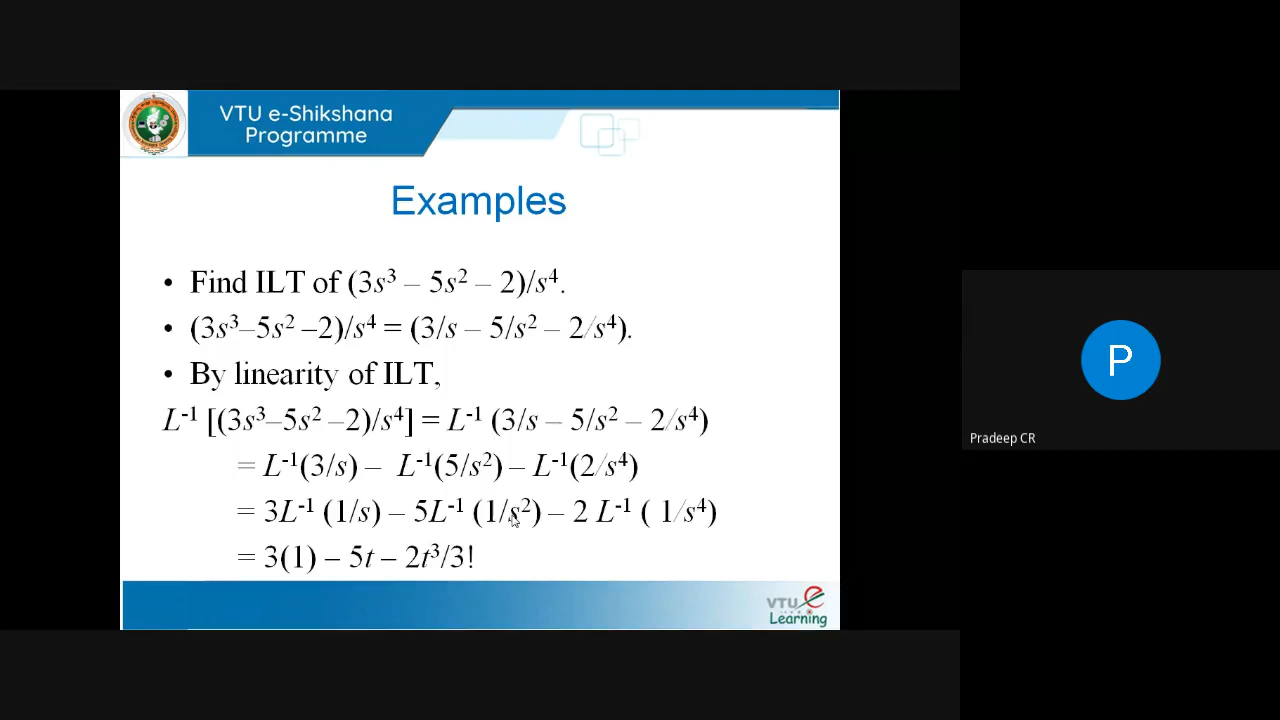 VTU e-Shikshana
Programme
Examples
• Find ILT of (3s³ – 5s² – 2)/s⁴.
• (3s³–5s² –2)/s⁴ = (3/s – 5/s² – 2/s⁴).
• By linearity of ILT,
L⁻¹ [(3s³–5s² –2)/s⁴] = L⁻¹ (3/s – 5/s² – 2/s⁴)
= L⁻¹(3/s) – L⁻¹(5/s²) – L⁻¹(2/s⁴)
= 3L⁻¹ (1/s) – 5L⁻¹ (1/s²) – 2 L⁻¹ ( 1/s⁴)
= 3(1) – 5t – 2t³/3!
VTU e
Learning
P
Pradeep CR